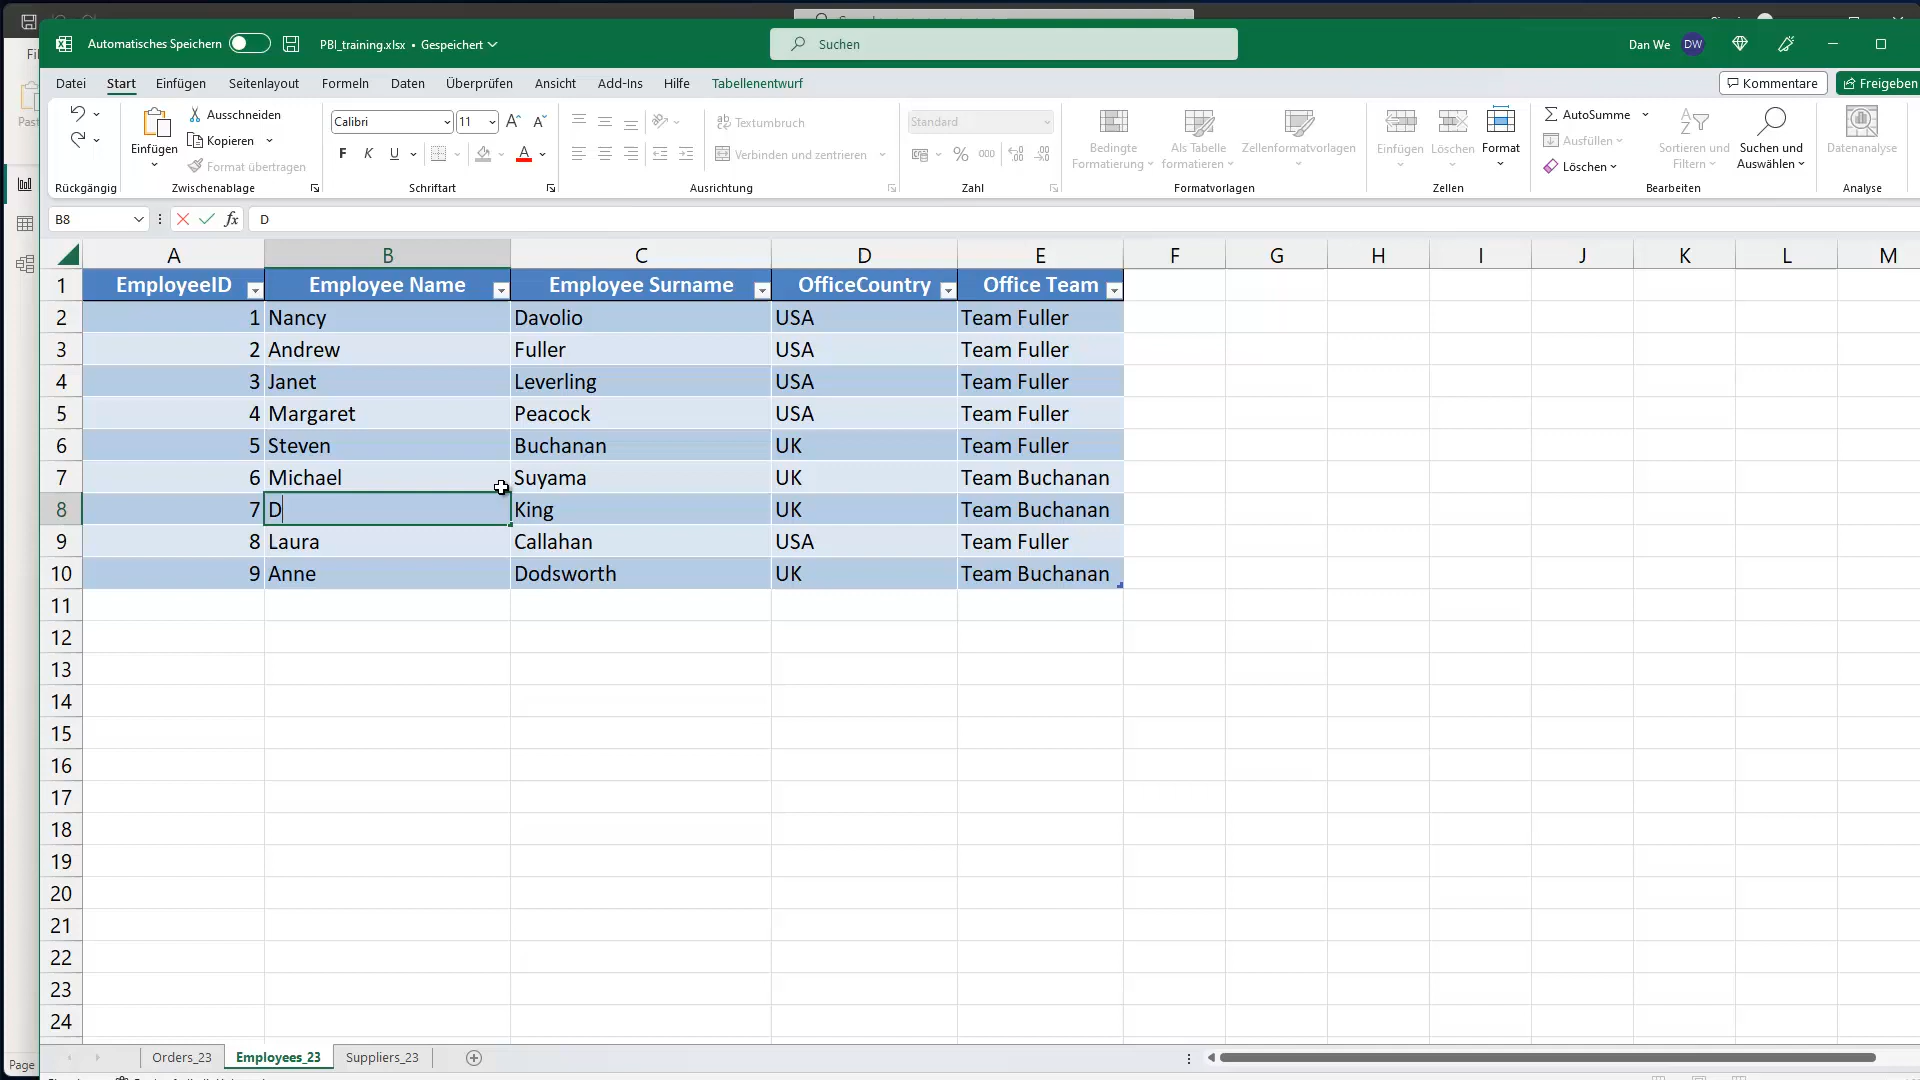 Automatisches Speichern PBI_training.xlsx • Gespeichert Suchen Dan We DW
Datei Start Einfügen Seitenlayout Formeln Daten Überprüfen Ansicht Add-Ins Hilfe Tabellenentwurf Kommentare Freigeben
Rückgängig
Einfügen
Ausschneiden
Kopieren
Format übertragen
Zwischenablage
Calibri 11
F K U A
Schriftart
Textumbruch
Verbinden und zentrieren
Ausrichtung
Standard
% 000
Zahl
Bedingte Formatierung
Als Tabelle formatieren
Zellenformatvorlagen
Formatvorlagen
Einfügen Löschen Format
Zellen
AutoSumme
Ausfüllen
Löschen
Sortieren und Filtern
Suchen und Auswählen
Bearbeiten
Datenanalyse
Analyse
B8 fx D
A B C D E F G H I J K L M
1 EmployeeID Employee Name Employee Surname OfficeCountry Office Team
2 1 Nancy Davolio USA Team Fuller
3 2 Andrew Fuller USA Team Fuller
4 3 Janet Leverling USA Team Fuller
5 4 Margaret Peacock USA Team Fuller
6 5 Steven Buchanan UK Team Fuller
7 6 Michael Suyama UK Team Buchanan
8 7 D King UK Team Buchanan
9 8 Laura Callahan USA Team Fuller
10 9 Anne Dodsworth UK Team Buchanan
11
12
13
14
15
16
17
18
19
20
21
22
23
24
Page Orders_23 Employees_23 Suppliers_23